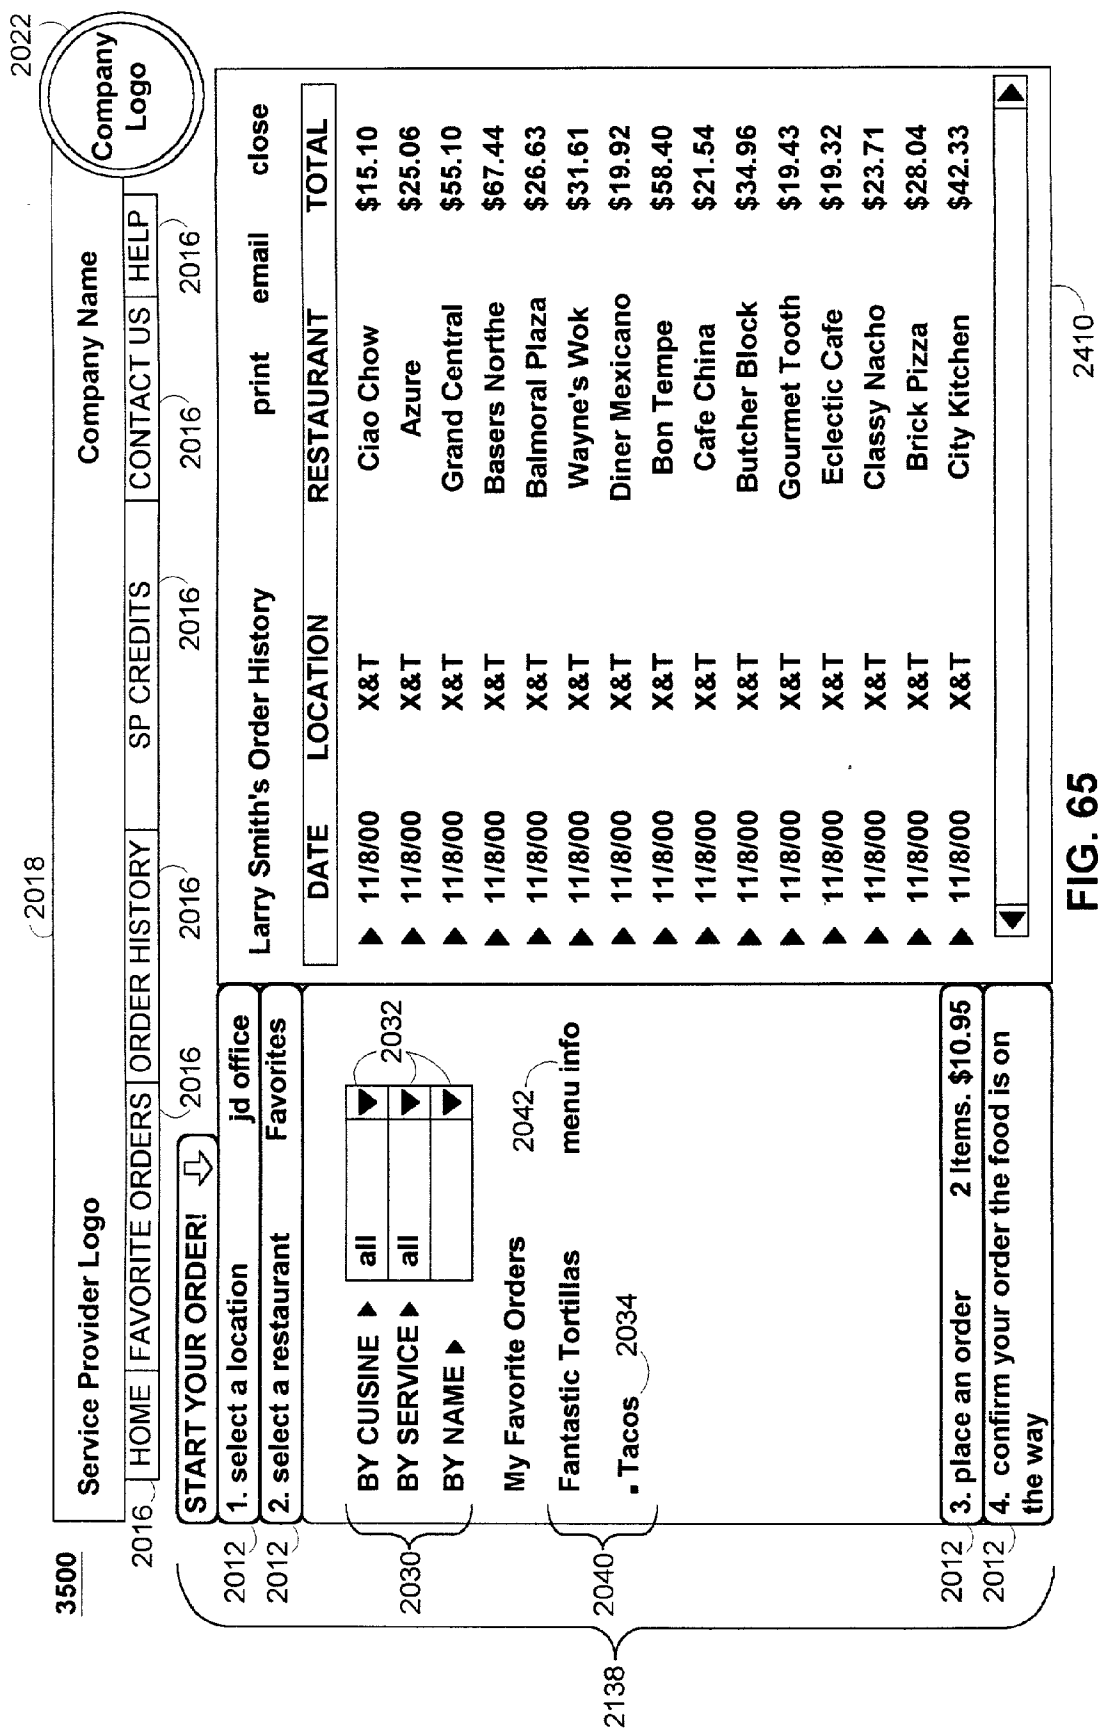 3500
2018
2022
Service Provider Logo
Company Name
Company
Logo
HOME FAVORITE ORDERS ORDER HISTORY SP CREDITS CONTACT US HELP
2016 2016 2016 2016 2016 2016
START YOUR ORDER!
2012 1. select a location jd office
2012 2. select a restaurant Favorites
2030
BY CUISINE all
BY SERVICE all
BY NAME
2032
My Favorite Orders
2042
2040
Fantastic Tortillas menu info
▪ Tacos 2034
2138
2012 3. place an order 2 Items. $10.95
2012 4. confirm your order the food is on
the way
Larry Smith's Order History print email close
DATE LOCATION RESTAURANT TOTAL
11/8/00 X&T Ciao Chow $15.10
11/8/00 X&T Azure $25.06
11/8/00 X&T Grand Central $55.10
11/8/00 X&T Basers Northe $67.44
11/8/00 X&T Balmoral Plaza $26.63
11/8/00 X&T Wayne's Wok $31.61
11/8/00 X&T Diner Mexicano $19.92
11/8/00 X&T Bon Tempe $58.40
11/8/00 X&T Cafe China $21.54
11/8/00 X&T Butcher Block $34.96
11/8/00 X&T Gourmet Tooth $19.43
11/8/00 X&T Eclectic Cafe $19.32
11/8/00 X&T Classy Nacho $23.71
11/8/00 X&T Brick Pizza $28.04
11/8/00 X&T City Kitchen $42.33
2410
FIG. 65